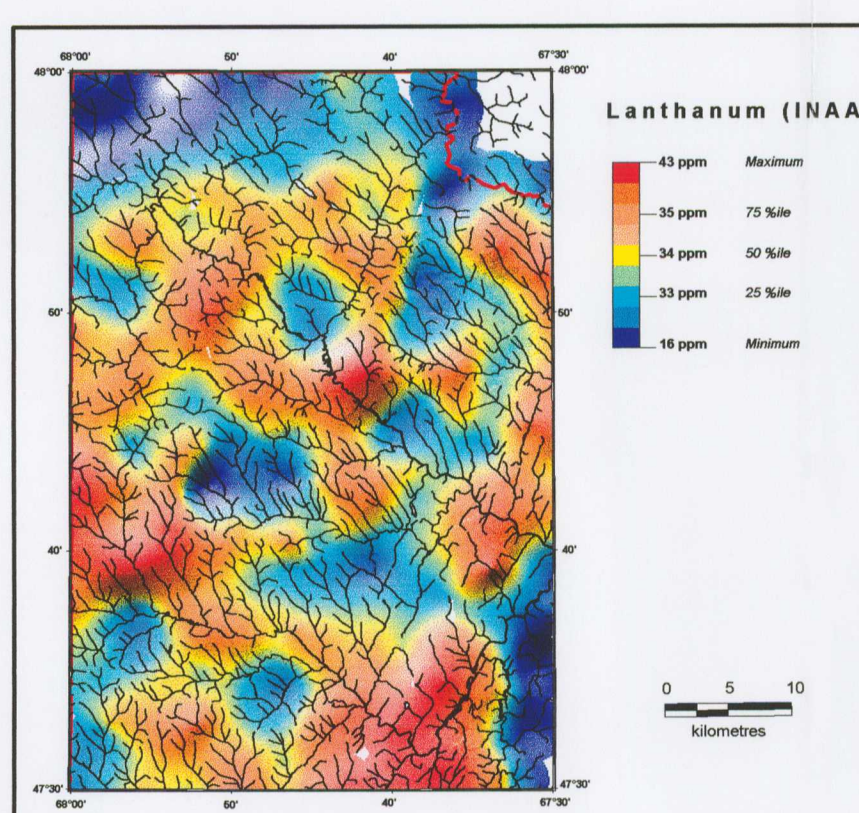 68°00' 50' 40' 67°30'
48°00' 48°00'
Lanthanum (INAA
43 ppm Maximum
35 ppm 75 %ile
34 ppm 50 %ile
33 ppm 25 %ile
16 ppm Minimum
50' 50'
40' 40'
0 5 10
kilometres
47°30' 47°30'
68°00' 50' 40' 67°30'